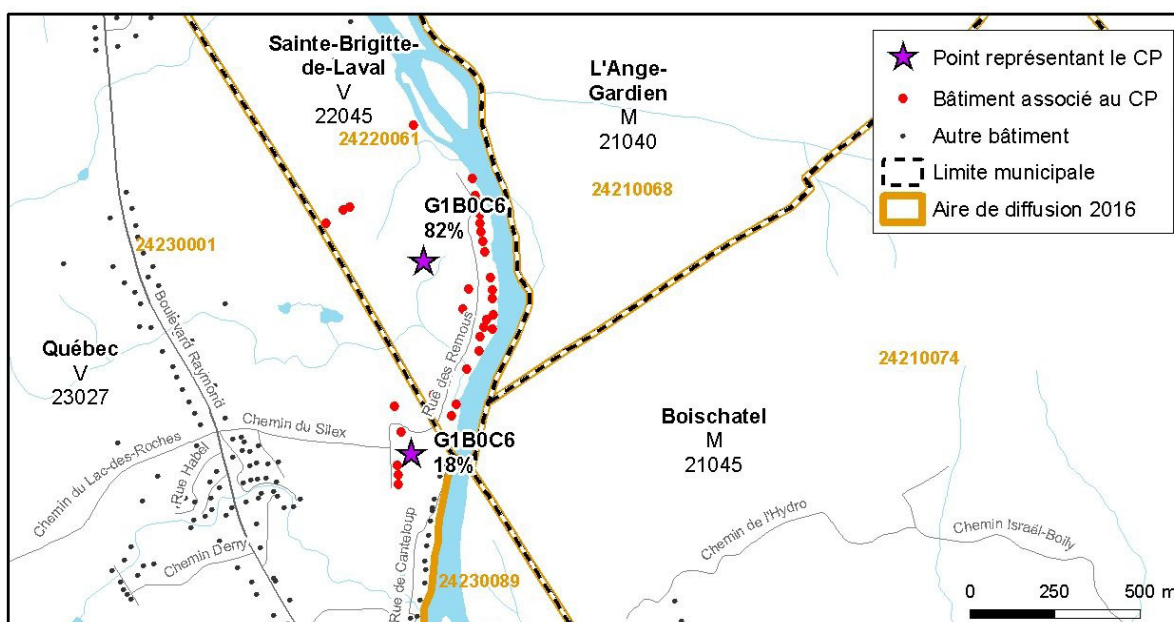 Sainte-Brigitte-
de-Laval
V
22045
24220061
L'Ange-
Gardien
M
21040
24210068
Point représentant le CP
Bâtiment associé au CP
Autre bâtiment
Limite municipale
Aire de diffusion 2016
G1B0C6
82%
24230001
Boulevard Raymond
Québec
V
23027
Rue des Remous
24210074
Boischatel
M
21045
Chemin du Silex
G1B0C6
18%
Chemin du Lac-des-Roches
Rue Habel
Chemin Derry
Rue de Canteloup
24230089
Chemin de l'Hydro
Chemin Israël-Boily
0 250 500 m